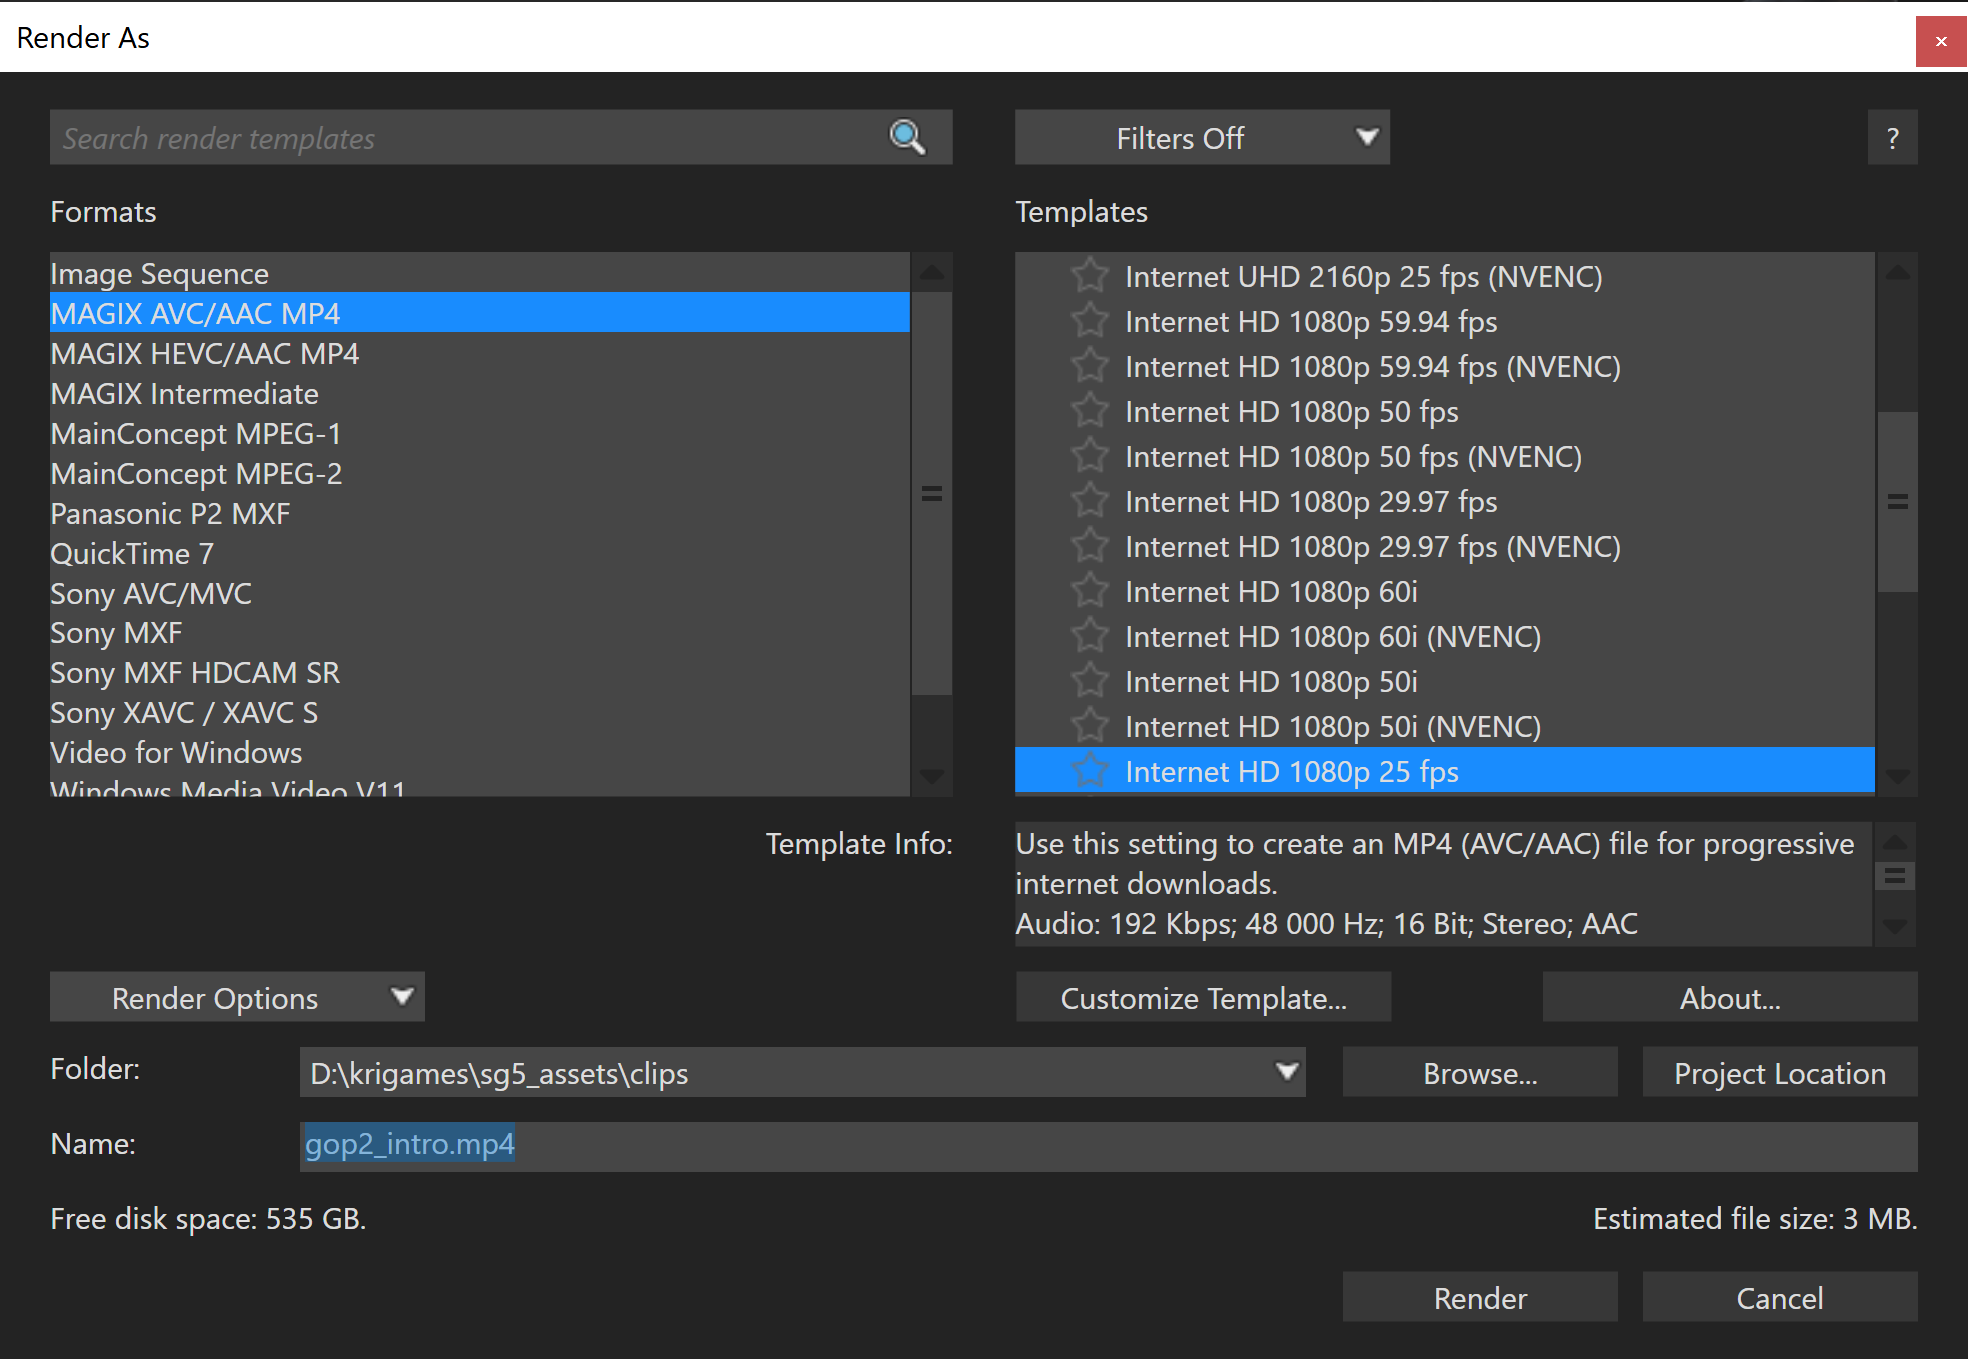 Render As
×
Search render templates
Filters Off
?
Formats
Templates
Image Sequence
MAGIX AVC/AAC MP4
MAGIX HEVC/AAC MP4
MAGIX Intermediate
MainConcept MPEG-1
MainConcept MPEG-2
Panasonic P2 MXF
QuickTime 7
Sony AVC/MVC
Sony MXF
Sony MXF HDCAM SR
Sony XAVC / XAVC S
Video for Windows
Windows Media Video V11
Internet UHD 2160p 25 fps (NVENC)
Internet HD 1080p 59.94 fps
Internet HD 1080p 59.94 fps (NVENC)
Internet HD 1080p 50 fps
Internet HD 1080p 50 fps (NVENC)
Internet HD 1080p 29.97 fps
Internet HD 1080p 29.97 fps (NVENC)
Internet HD 1080p 60i
Internet HD 1080p 60i (NVENC)
Internet HD 1080p 50i
Internet HD 1080p 50i (NVENC)
Internet HD 1080p 25 fps
Template Info:
Use this setting to create an MP4 (AVC/AAC) file for progressive
internet downloads.
Audio: 192 Kbps; 48 000 Hz; 16 Bit; Stereo; AAC
Render Options
Customize Template...
About...
Folder:
D:\krigames\sg5_assets\clips
Browse...
Project Location
Name:
gop2_intro.mp4
Free disk space: 535 GB.
Estimated file size: 3 MB.
Render
Cancel